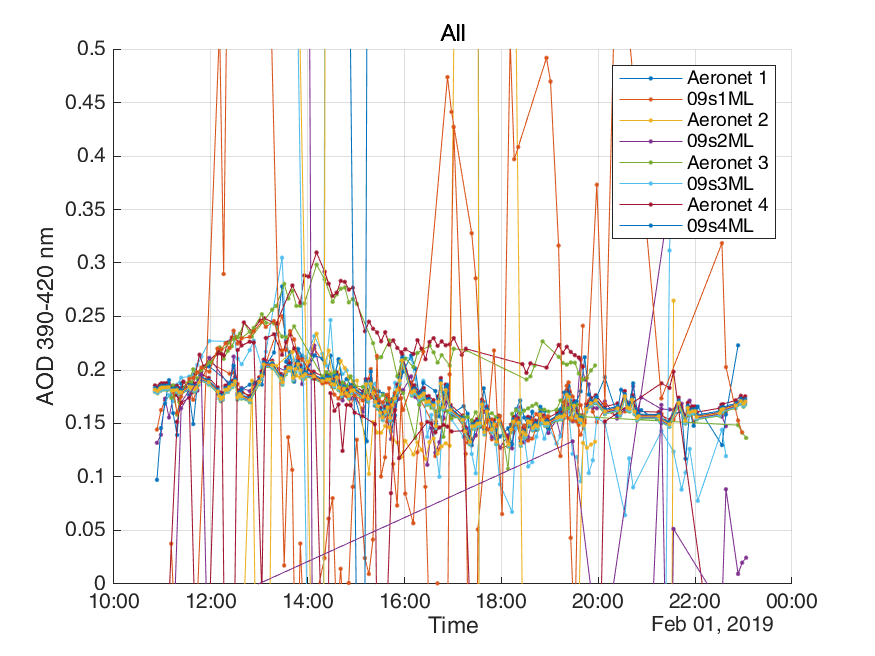 All
0.5
0.45
0.4
0.35
0.3
0.25
0.2
0.15
0.1
0.05
0
AOD 390-420 nm
Aeronet 1
09s1ML
Aeronet 2
09s2ML
Aeronet 3
09s3ML
Aeronet 4
09s4ML
10:00 12:00 14:00 16:00 18:00 20:00 22:00 00:00
Time
Feb 01, 2019